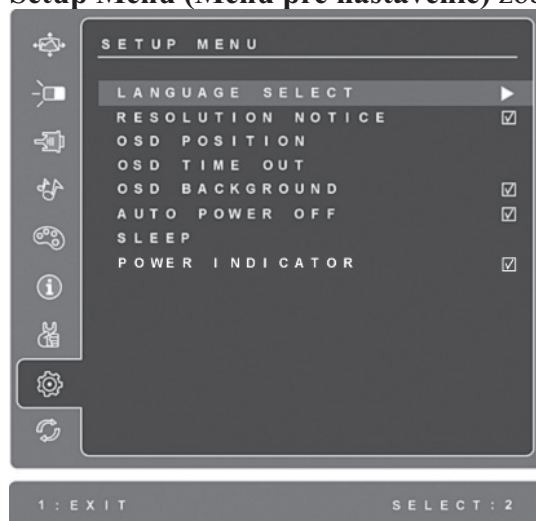 Setup Menu (Menu pre nastavenie)
SETUP MENU
LANGUAGE SELECT
RESOLUTION NOTICE
OSD POSITION
OSD TIME OUT
OSD BACKGROUND
AUTO POWER OFF
SLEEP
POWER INDICATOR
1:EXIT SELECT:2